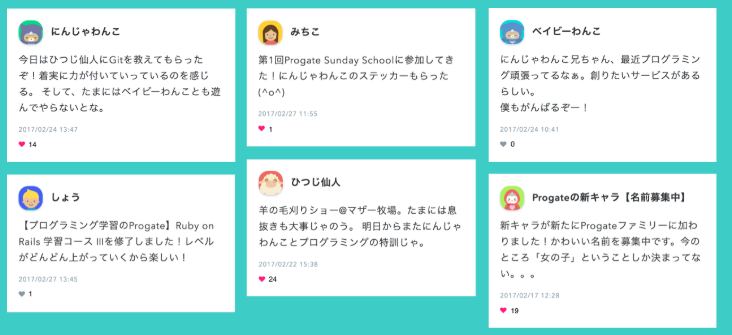 にんじゃわんこ
今日はひつじ仙人にGitを教えてもらった
ぞ！着実に力が付いていっているのを感じ
る。 そして、たまにはベイビーわんことも遊
んでやらないとな。
2017/02/24 13:47
14
しょう
【プログラミング学習のProgate】Ruby on
Rails 学習コース IIIを修了しました！レベル
がどんどん上がっていくから楽しい！
2017/02/27 13:45
1
みちこ
第1回Progate Sunday Schoolに参加してき
た！にんじゃわんこのステッカーもらった
(^o^)
2017/02/27 11:55
1
ひつじ仙人
羊の毛刈りショー@マザー牧場。たまには息
抜きも大事じゃのう。 明日からまたにんじゃ
わんことプログラミングの特訓じゃ。
2017/02/22 15:38
24
ベイビーわんこ
にんじゃわんこ兄ちゃん、最近プログラミン
グ頑張ってるなぁ。創りたいサービスがある
らしい。
僕もがんばるぞー！
2017/02/24 10:41
0
Progateの新キャラ【名前募集中】
新キャラが新たにProgateファミリーに加わ
りました！かわいい名前を募集中です。今の
ところ「女の子」ということしか決まってな
い。。。
2017/02/17 12:28
19